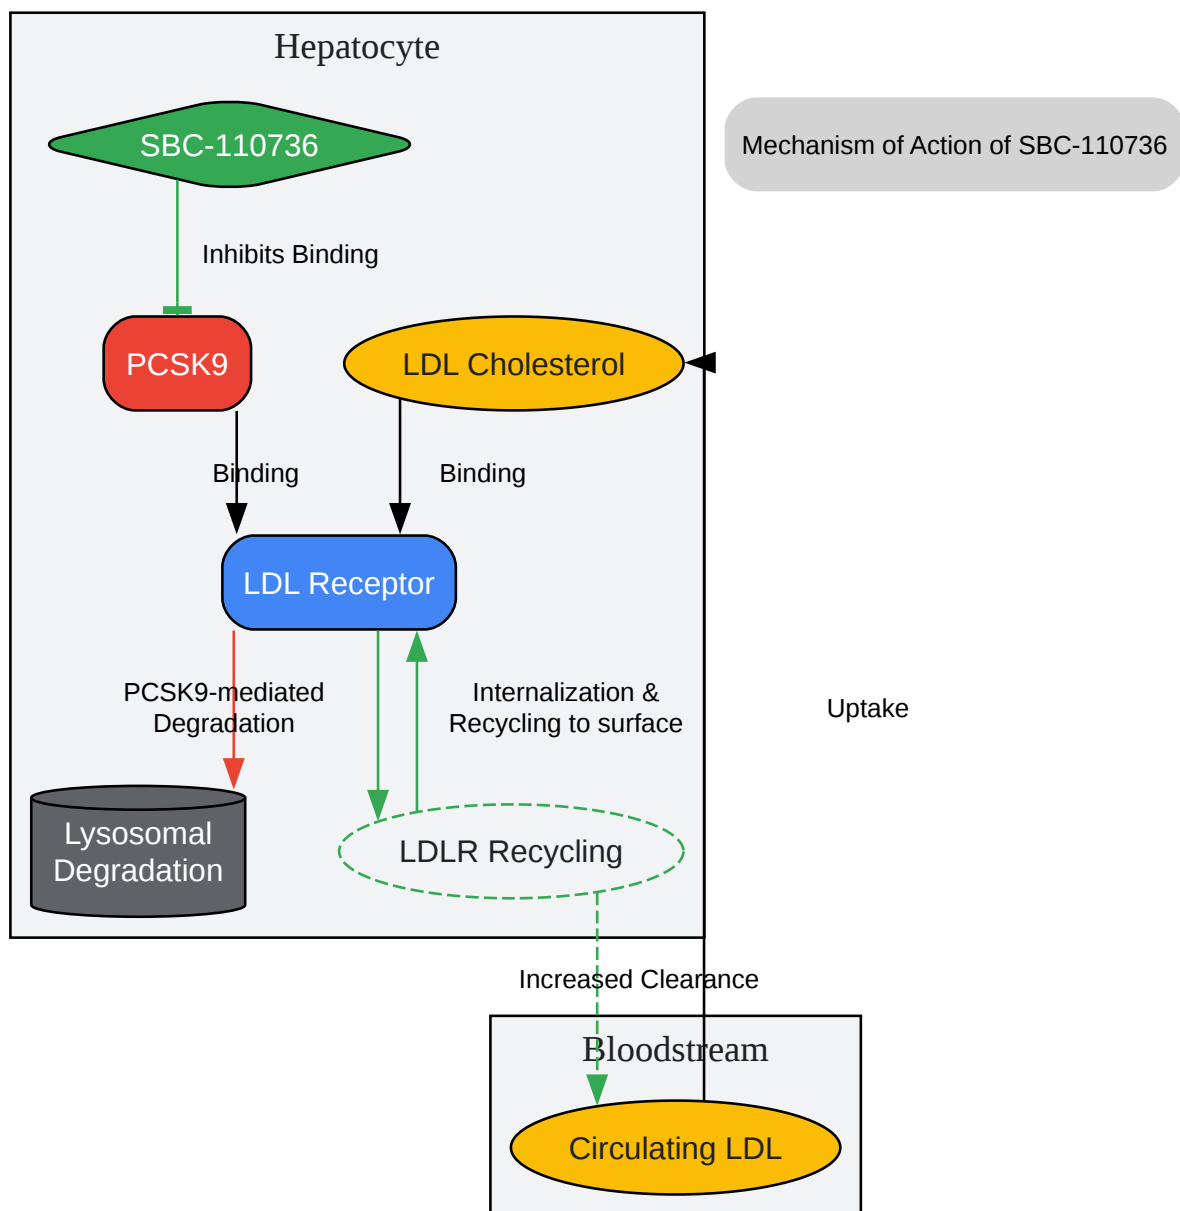 Hepatocyte
SBC-110736
Mechanism of Action of SBC-110736
Inhibits Binding
PCSK9
LDL Cholesterol
Binding
Binding
LDL Receptor
PCSK9-mediated
Degradation
Internalization &
Recycling to surface
Uptake
Lysosomal
Degradation
LDLR Recycling
Increased Clearance
Bloodstream
Circulating LDL